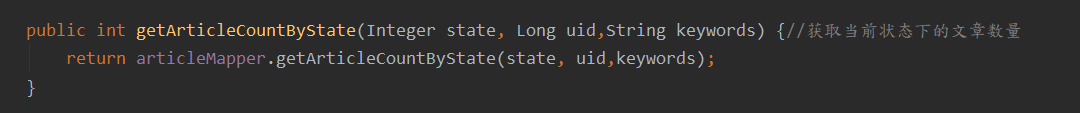 public int getArticleCountByState(Integer state, Long uid,String keywords) {//获取当前状态下的文章数量
    return articleMapper.getArticleCountByState(state, uid,keywords);
}